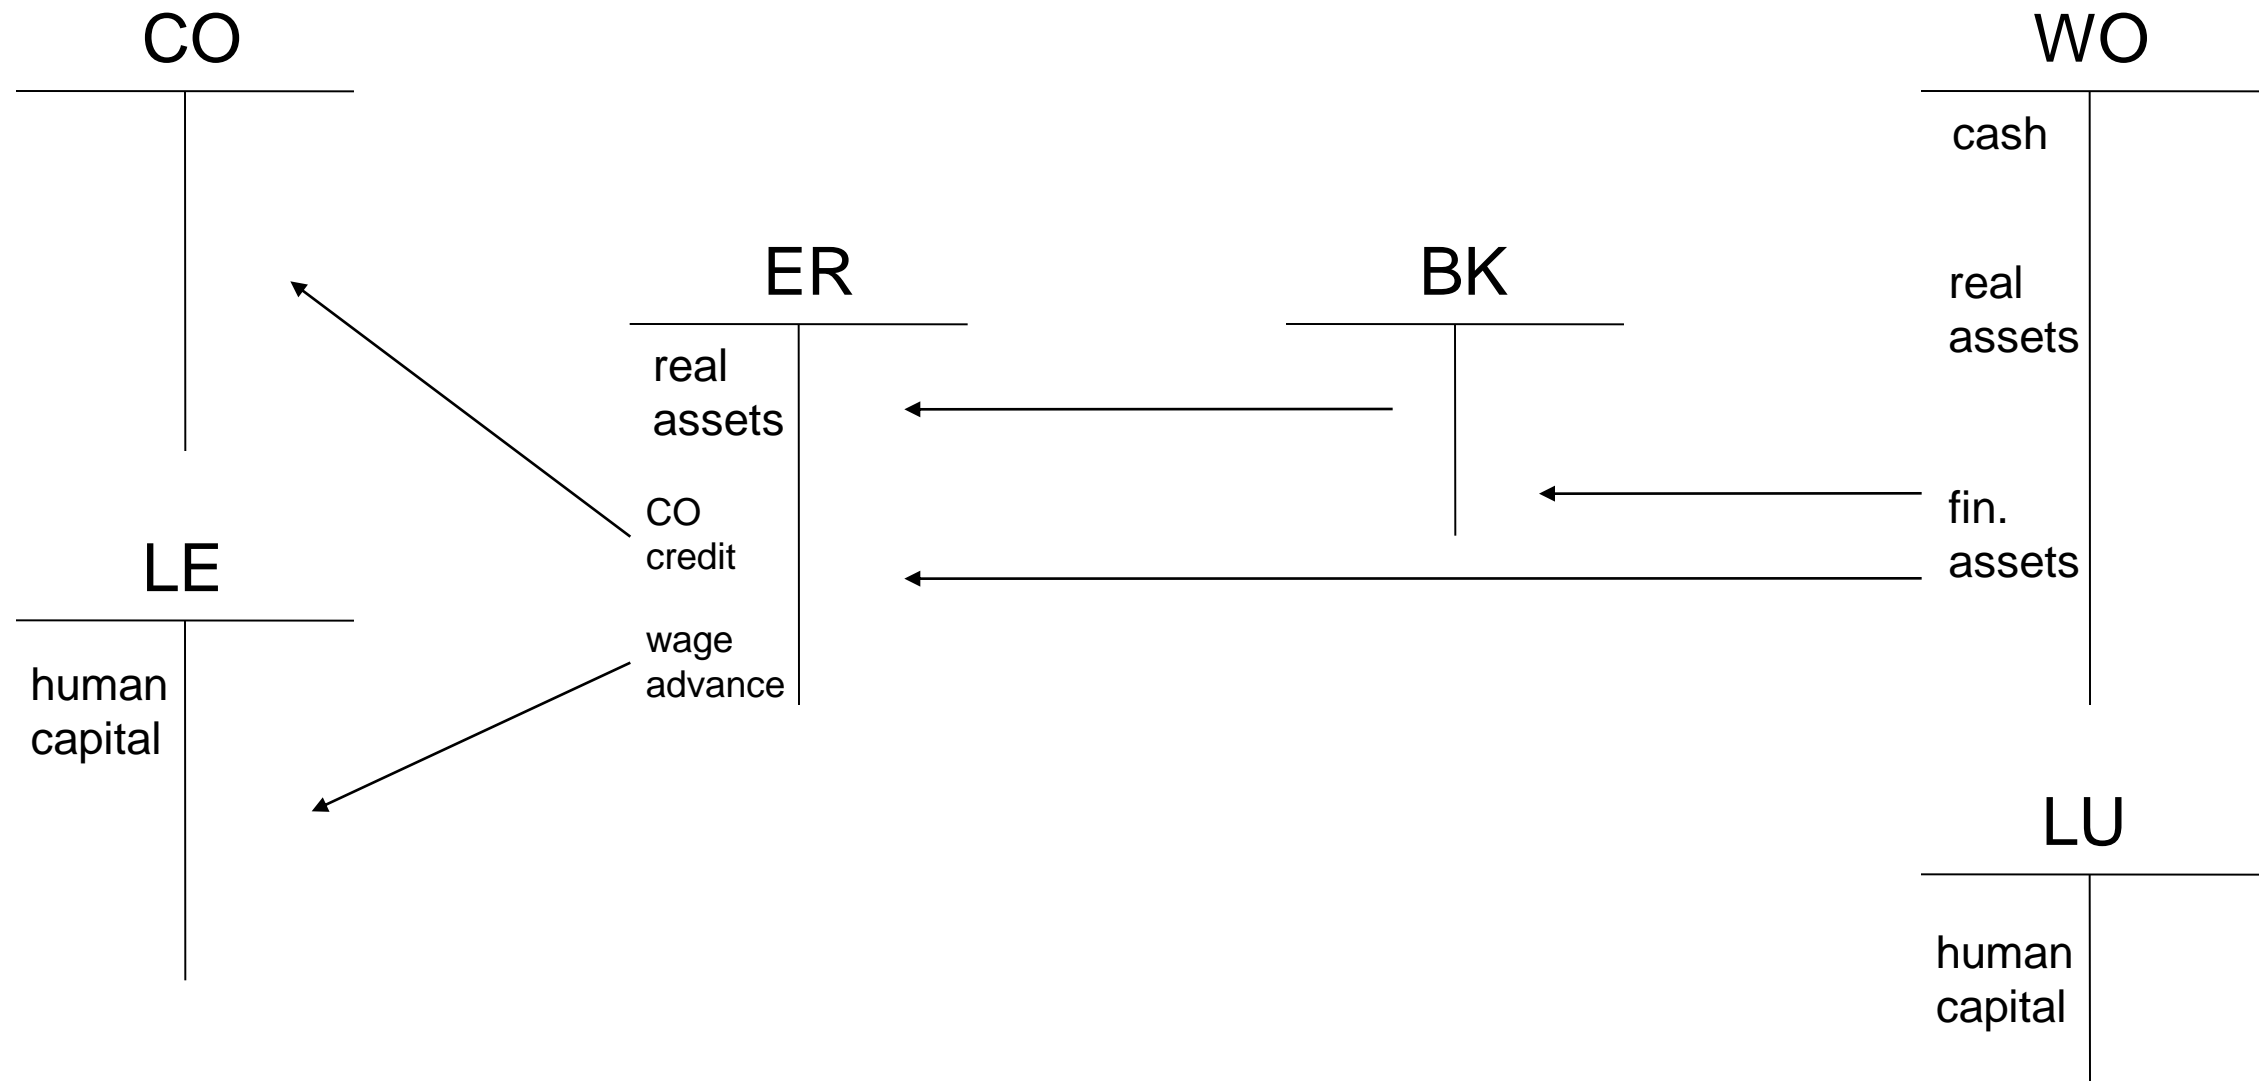 CO
WO
cash
ER
BK
real
assets
real
assets
CO
credit
fin.
assets
LE
wage
advance
human
capital
LU
human
capital